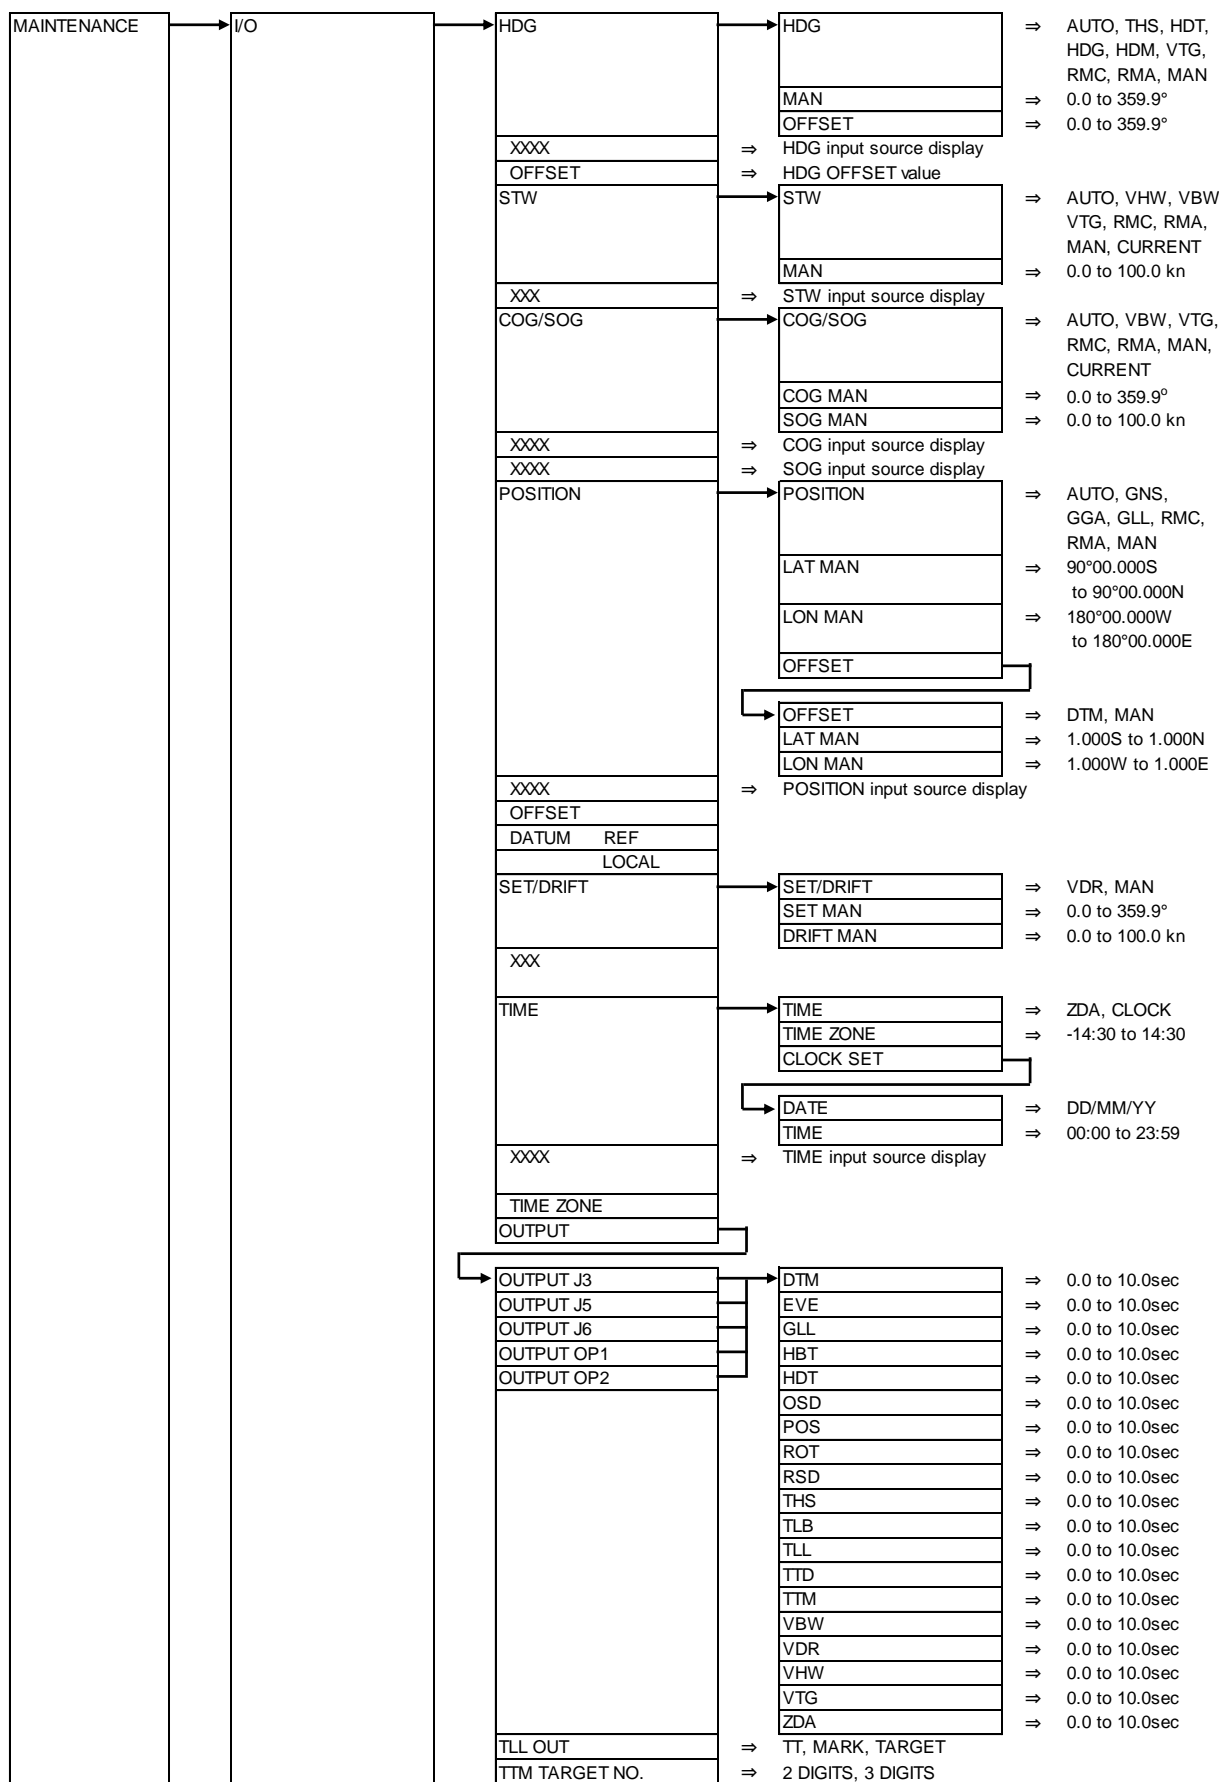 MAINTENANCE I/O HDG HDG ⇒ AUTO, THS, HDT,
HDG, HDM, VTG,
RMC, RMA, MAN
MAN ⇒ 0.0 to 359.9°
OFFSET ⇒ 0.0 to 359.9°
XXXX ⇒ HDG input source display
OFFSET ⇒ HDG OFFSET value
STW STW ⇒ AUTO, VHW, VBW
VTG, RMC, RMA,
MAN, CURRENT
MAN ⇒ 0.0 to 100.0 kn
XXX ⇒ STW input source display
COG/SOG COG/SOG ⇒ AUTO, VBW, VTG,
RMC, RMA, MAN,
CURRENT
COG MAN ⇒ 0.0 to 359.9°
SOG MAN ⇒ 0.0 to 100.0 kn
XXXX ⇒ COG input source display
XXXX ⇒ SOG input source display
POSITION POSITION ⇒ AUTO, GNS,
GGA, GLL, RMC,
RMA, MAN
LAT MAN ⇒ 90°00.000S
to 90°00.000N
LON MAN ⇒ 180°00.000W
to 180°00.000E
OFFSET
OFFSET ⇒ DTM, MAN
LAT MAN ⇒ 1.000S to 1.000N
LON MAN ⇒ 1.000W to 1.000E
XXXX ⇒ POSITION input source display
OFFSET
DATUM REF
LOCAL
SET/DRIFT SET/DRIFT ⇒ VDR, MAN
SET MAN ⇒ 0.0 to 359.9°
DRIFT MAN ⇒ 0.0 to 100.0 kn
XXX
TIME TIME ⇒ ZDA, CLOCK
TIME ZONE ⇒ -14:30 to 14:30
CLOCK SET
DATE ⇒ DD/MM/YY
TIME ⇒ 00:00 to 23:59
XXXX ⇒ TIME input source display
TIME ZONE
OUTPUT
OUTPUT J3 DTM ⇒ 0.0 to 10.0sec
OUTPUT J5 EVE ⇒ 0.0 to 10.0sec
OUTPUT J6 GLL ⇒ 0.0 to 10.0sec
OUTPUT OP1 HBT ⇒ 0.0 to 10.0sec
OUTPUT OP2 HDT ⇒ 0.0 to 10.0sec
OSD ⇒ 0.0 to 10.0sec
POS ⇒ 0.0 to 10.0sec
ROT ⇒ 0.0 to 10.0sec
RSD ⇒ 0.0 to 10.0sec
THS ⇒ 0.0 to 10.0sec
TLB ⇒ 0.0 to 10.0sec
TLL ⇒ 0.0 to 10.0sec
TTD ⇒ 0.0 to 10.0sec
TTM ⇒ 0.0 to 10.0sec
VBW ⇒ 0.0 to 10.0sec
VDR ⇒ 0.0 to 10.0sec
VHW ⇒ 0.0 to 10.0sec
VTG ⇒ 0.0 to 10.0sec
ZDA ⇒ 0.0 to 10.0sec
TLL OUT ⇒ TT, MARK, TARGET
TTM TARGET NO. ⇒ 2 DIGITS, 3 DIGITS